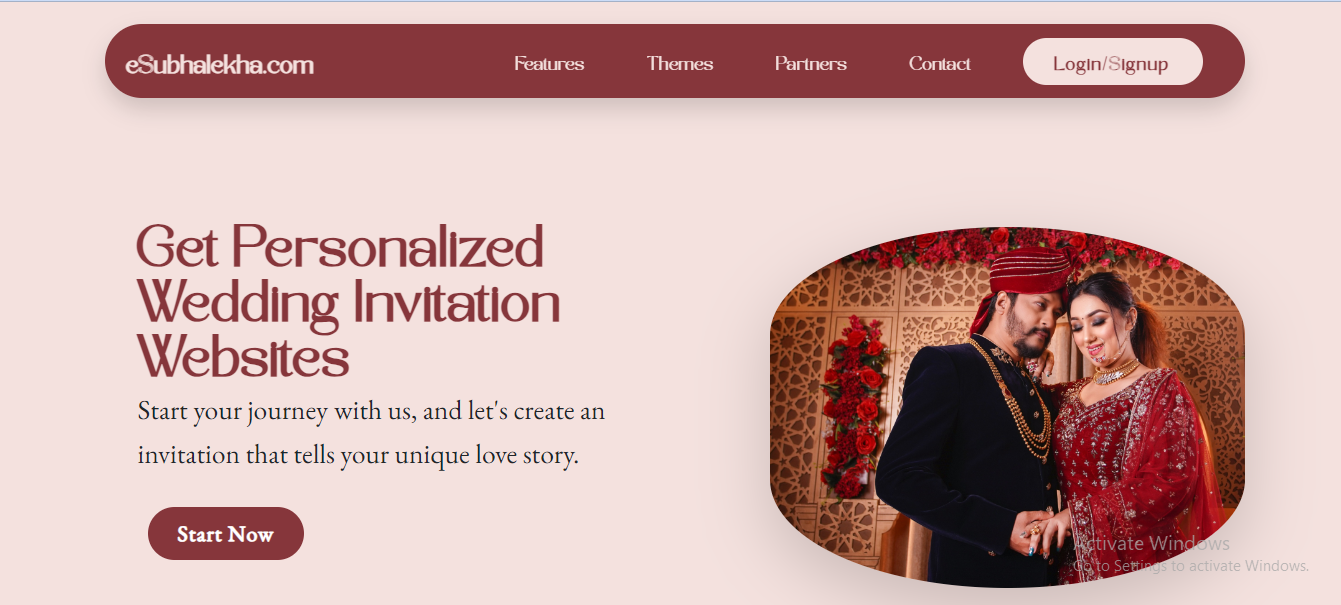 eSubhalekha.com
Features
Themes
Partners
Contact
Login/Signup
Get Personalized
Wedding Invitation
Websites
Start your journey with us, and let's create an
invitation that tells your unique love story.
Start Now
Activate Windows
Go to Settings to activate Windows.